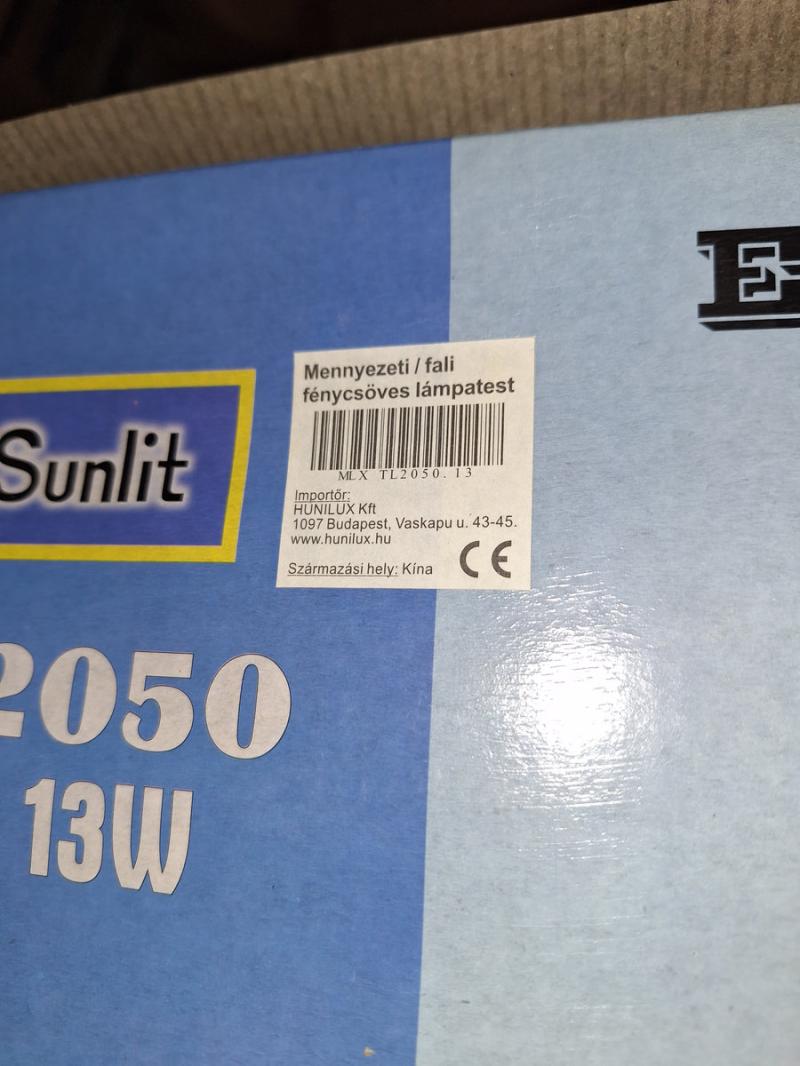 E
Mennyezeti / fali
fénycsöves lámpatest
MLX TL2050.13
Importőr:
HUNILUX Kft
1097 Budapest, Vaskapu u. 43-45.
www.hunilux.hu
Származási hely: Kína
CE
Sunlit
2050
13W